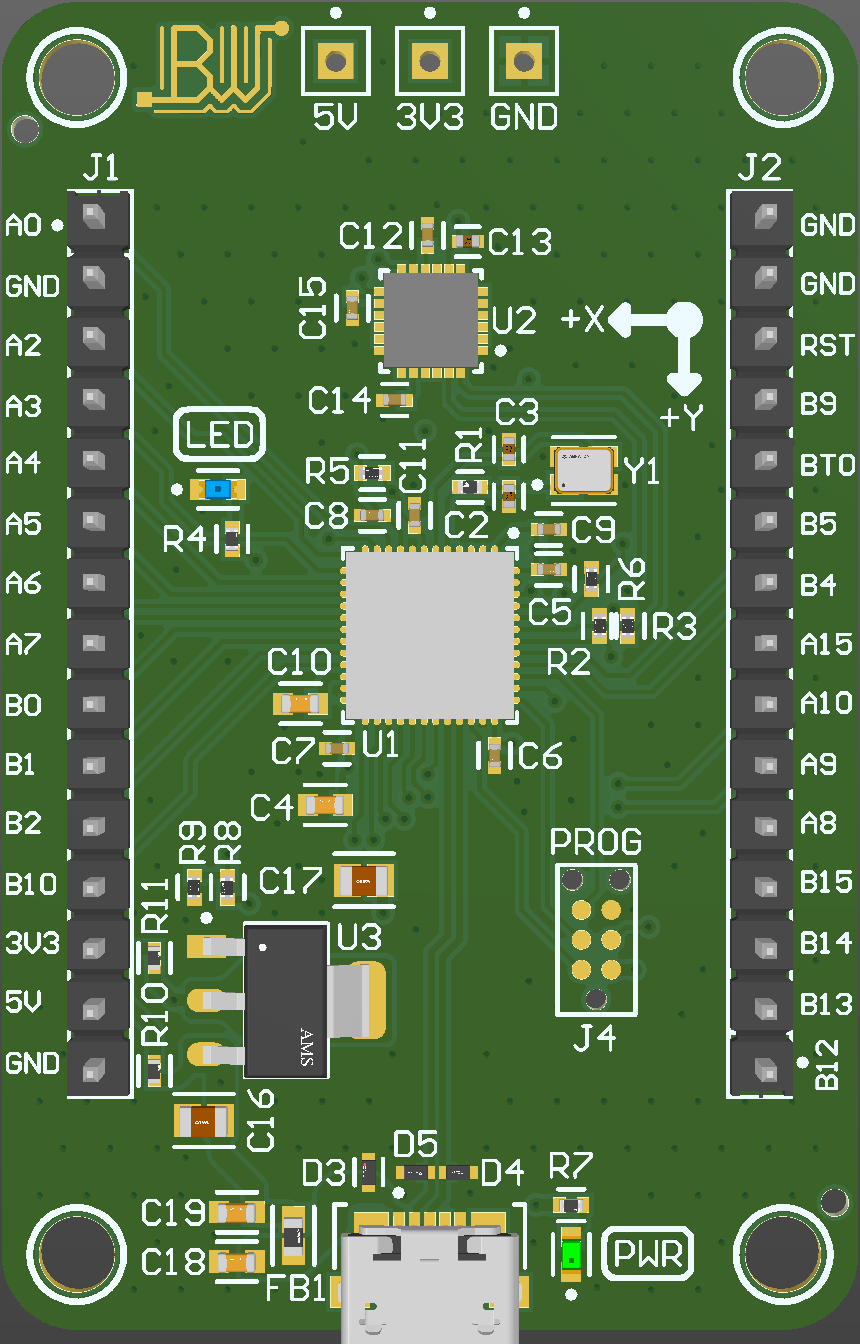 BW
5V 3V3 GND
J1 J2
A0 GND
C12 C13
GND GND
C15 U2 +X
A2 RST
A3 C14 B9
+Y
LED C3
R1
A4 R5 C11 Y1 BT0
A5 C8 C2 C9 B5
R4
A6 C5 R6 B4
A7 R2 R3 A15
B0 C10 A10
B1 C7 U1 C6 A9
B2 C4 A8
R9 R8 PROG
B10 C17 B15
R11
3V3 U3 B14
5V R10 B13
AMS J4
GND B12
C16
D5
D3 D4 R7
C19
C18 PWR
FB1